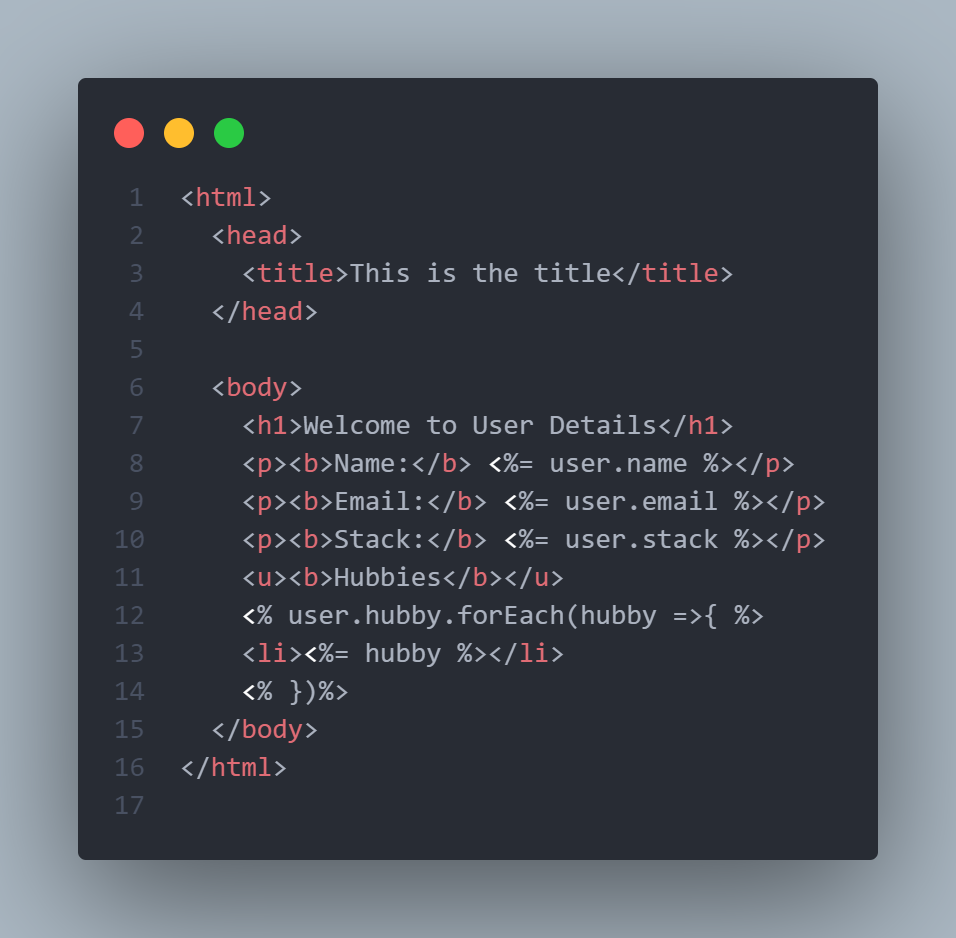 1 <html>
2   <head>
3     <title>This is the title</title>
4   </head>
5
6   <body>
7     <h1>Welcome to User Details</h1>
8     <p><b>Name:</b> <%= user.name %></p>
9     <p><b>Email:</b> <%= user.email %></p>
10     <p><b>Stack:</b> <%= user.stack %></p>
11     <u><b>Hubbies</b></u>
12     <% user.hubby.forEach(hubby =>{ %>
13     <li><%= hubby %></li>
14     <% })%>
15   </body>
16 </html>
17